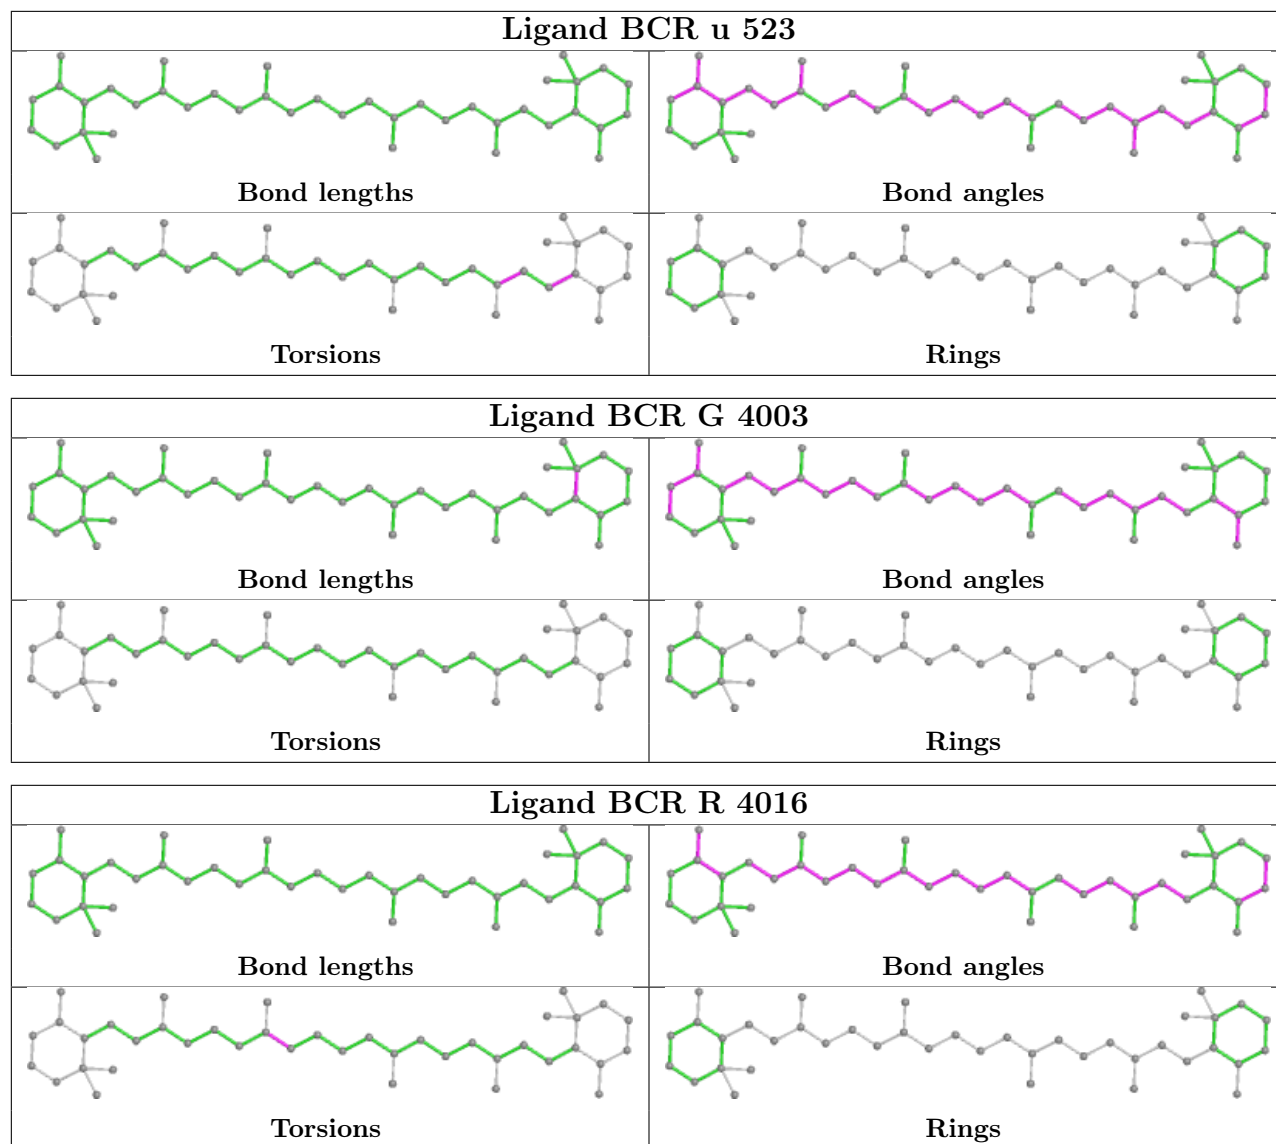 Ligand BCR u 523
Bond lengths
Bond angles
Torsions
Rings
Ligand BCR G 4003
Bond lengths
Bond angles
Torsions
Rings
Ligand BCR R 4016
Bond lengths
Bond angles
Torsions
Rings